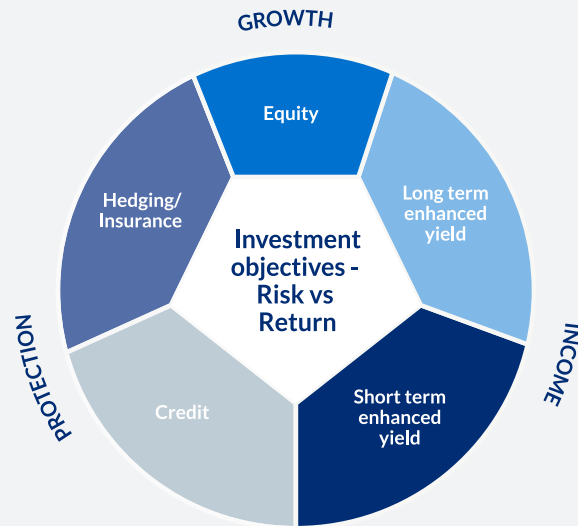 GROWTH
Equity
Hedging/
Insurance
Long term
enhanced
yield
Investment
objectives -
Risk vs
Return
PROTECTION
INCOME
Credit
Short term
enhanced
yield